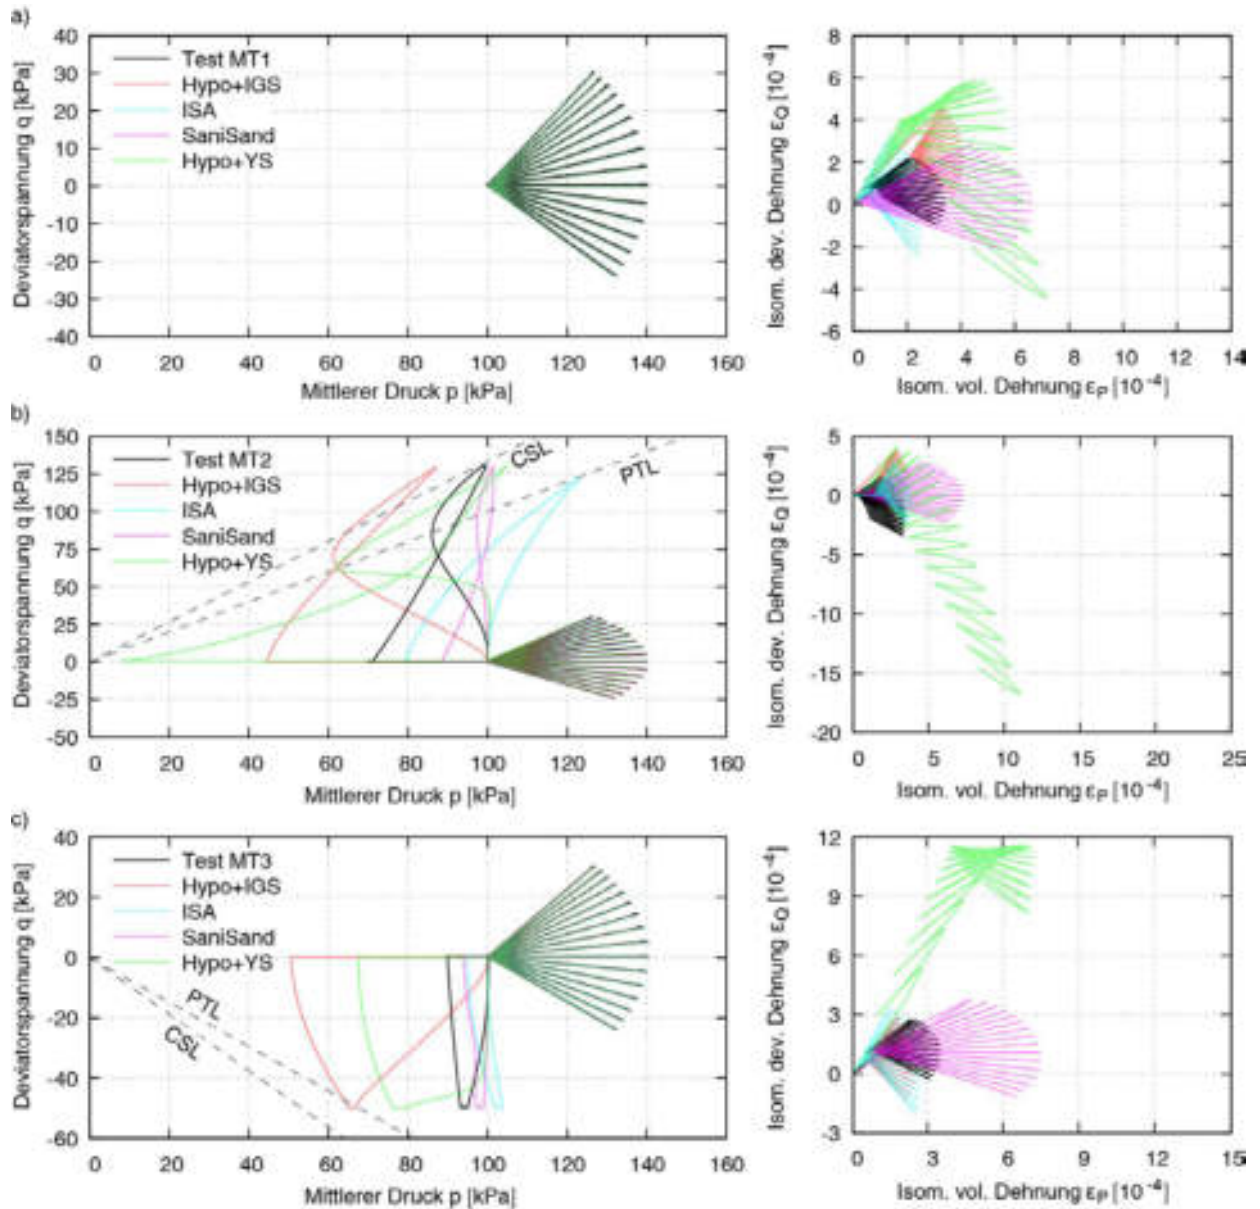 a)
Deviatorspannung q [kPa]
40
30
20
10
0
-10
-20
-30
-40
Test MT1
Hypo+IGS
ISA
SaniSand
Hypo+YS
0 20 40 60 80 100 120 140 160
Mittlerer Druck p [kPa]
Isom. dev. Dehnung εQ [10-4]
8
6
4
2
0
-2
-4
-6
0 2 4 6 8 10 12 14
Isom. vol. Dehnung εP [10-4]
b)
Deviatorspannung q [kPa]
150
125
100
75
50
25
0
-25
-50
Test MT2
Hypo+IGS
ISA
SaniSand
Hypo+YS
CSL
PTL
0 20 40 60 80 100 120 140 160
Mittlerer Druck p [kPa]
Isom. dev. Dehnung εQ [10-4]
5
0
-5
-10
-15
-20
0 5 10 15 20 25
Isom. vol. Dehnung εP [10-4]
c)
Deviatorspannung q [kPa]
40
20
0
-20
-40
-60
Test MT3
Hypo+IGS
ISA
SaniSand
Hypo+YS
PTL
CSL
0 20 40 60 80 100 120 140 160
Mittlerer Druck p [kPa]
Isom. dev. Dehnung εQ [10-4]
12
9
6
3
0
-3
0 3 6 9 12 15
Isom. vol. Dehnung εP [10-4]